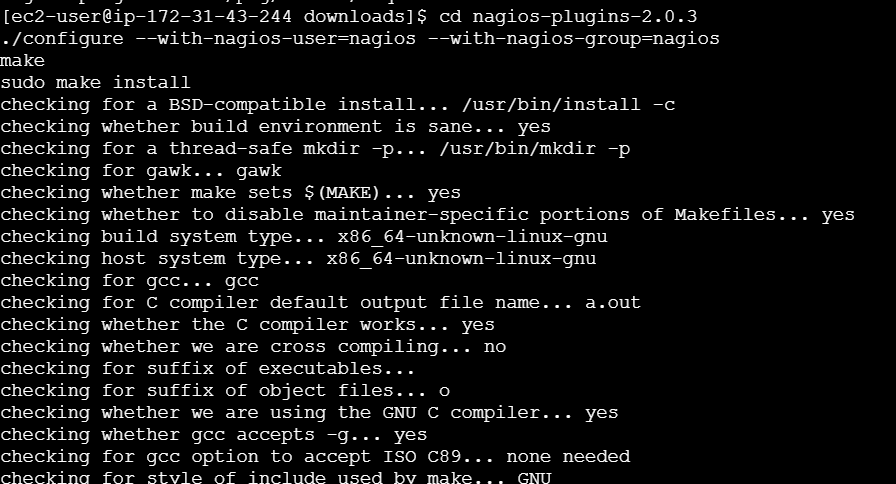 [ec2-user@ip-172-31-43-244 downloads]$ cd nagios-plugins-2.0.3
./configure --with-nagios-user=nagios --with-nagios-group=nagios
make
sudo make install
checking for a BSD-compatible install... /usr/bin/install -c
checking whether build environment is sane... yes
checking for a thread-safe mkdir -p... /usr/bin/mkdir -p
checking for gawk... gawk
checking whether make sets $(MAKE)... yes
checking whether to disable maintainer-specific portions of Makefiles... yes
checking build system type... x86_64-unknown-linux-gnu
checking host system type... x86_64-unknown-linux-gnu
checking for gcc... gcc
checking for C compiler default output file name... a.out
checking whether the C compiler works... yes
checking whether we are cross compiling... no
checking for suffix of executables...
checking for suffix of object files... o
checking whether we are using the GNU C compiler... yes
checking whether gcc accepts -g... yes
checking for gcc option to accept ISO C89... none needed
checking for style of include used by make... GNU